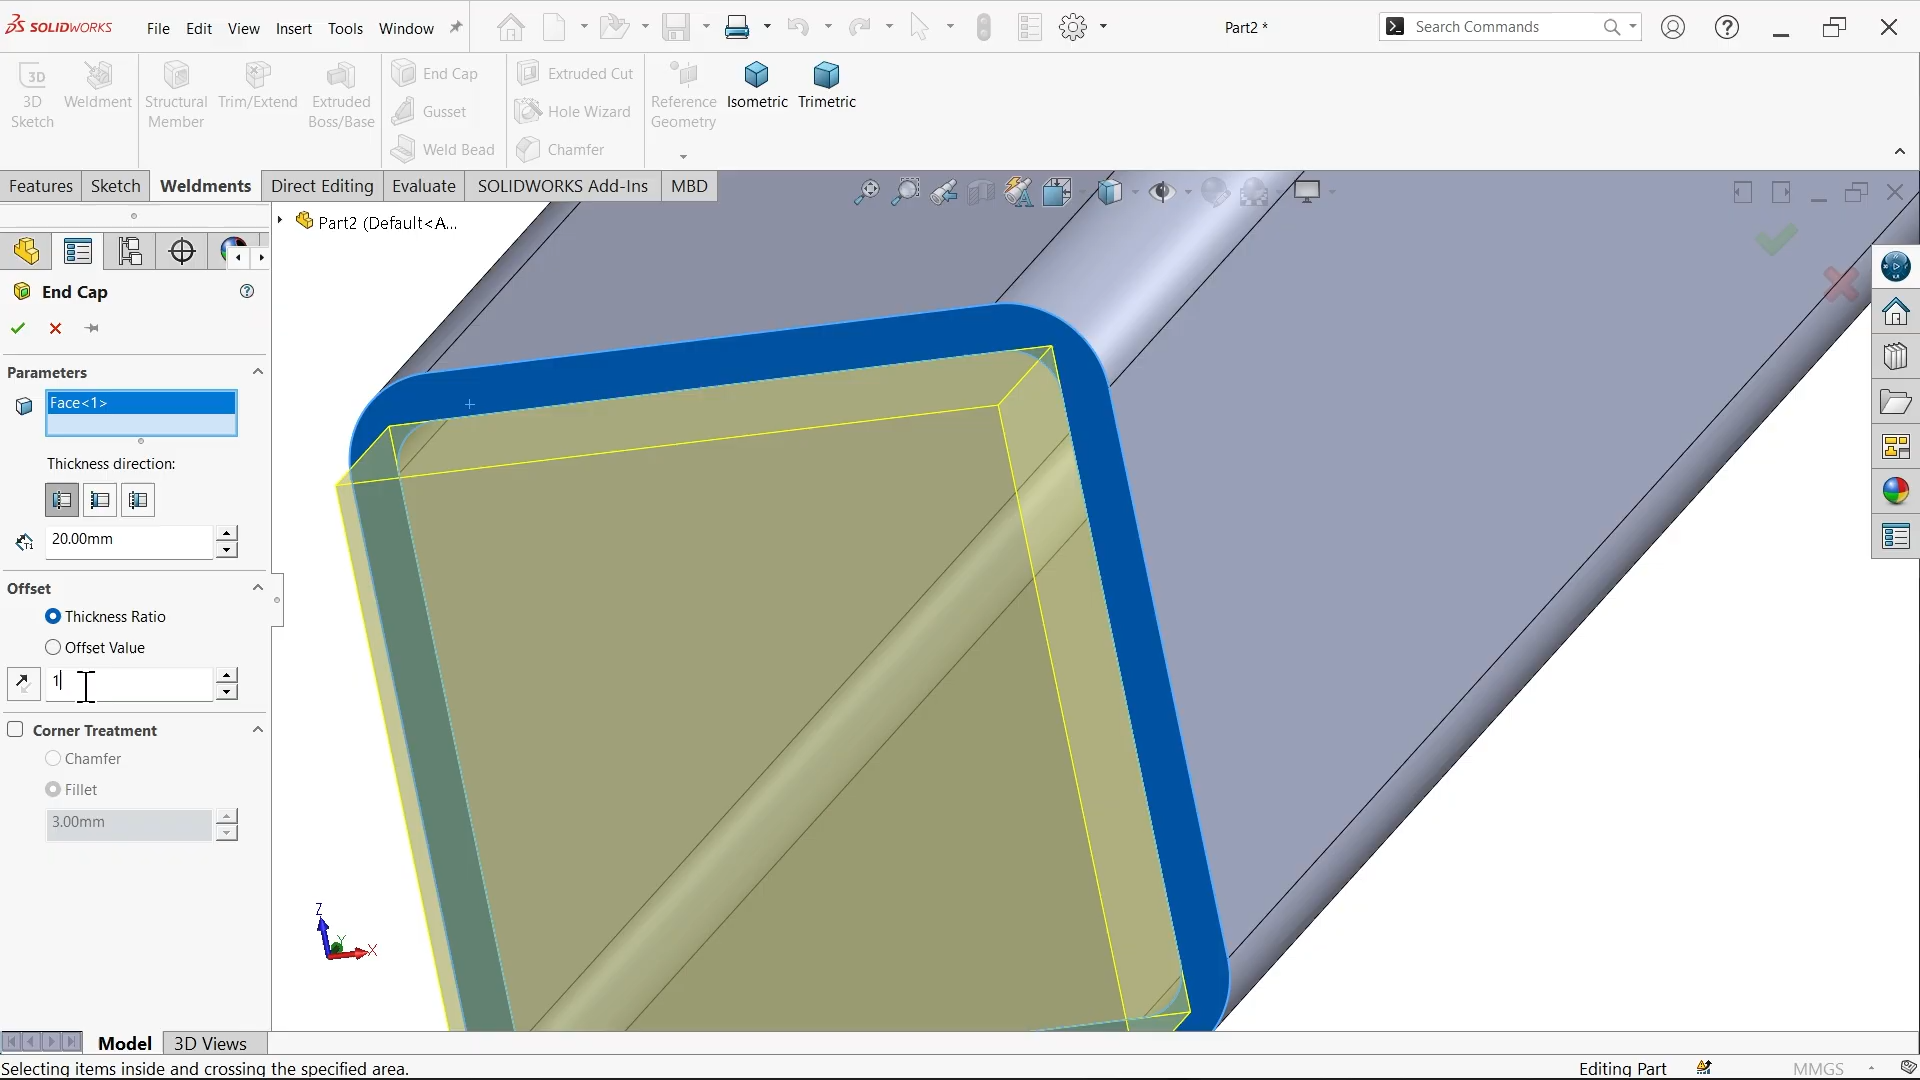 SOLIDWORKS
File Edit View Insert Tools Window
Part2 *
Search Commands
3D Sketch
Weldment
Structural Member
Trim/Extend
Extruded Boss/Base
End Cap
Gusset
Weld Bead
Extruded Cut
Hole Wizard
Chamfer
Reference Geometry
Isometric
Trimetric
Features Sketch Weldments Direct Editing Evaluate SOLIDWORKS Add-Ins MBD
Part2 (Default<A...
End Cap
Parameters
Face<1>
Thickness direction:
20.00mm
Offset
Thickness Ratio
Offset Value
1
Corner Treatment
Chamfer
Fillet
3.00mm
Z
Y
X
Model 3D Views
Selecting items inside and crossing the specified area.
Editing Part
MMGS